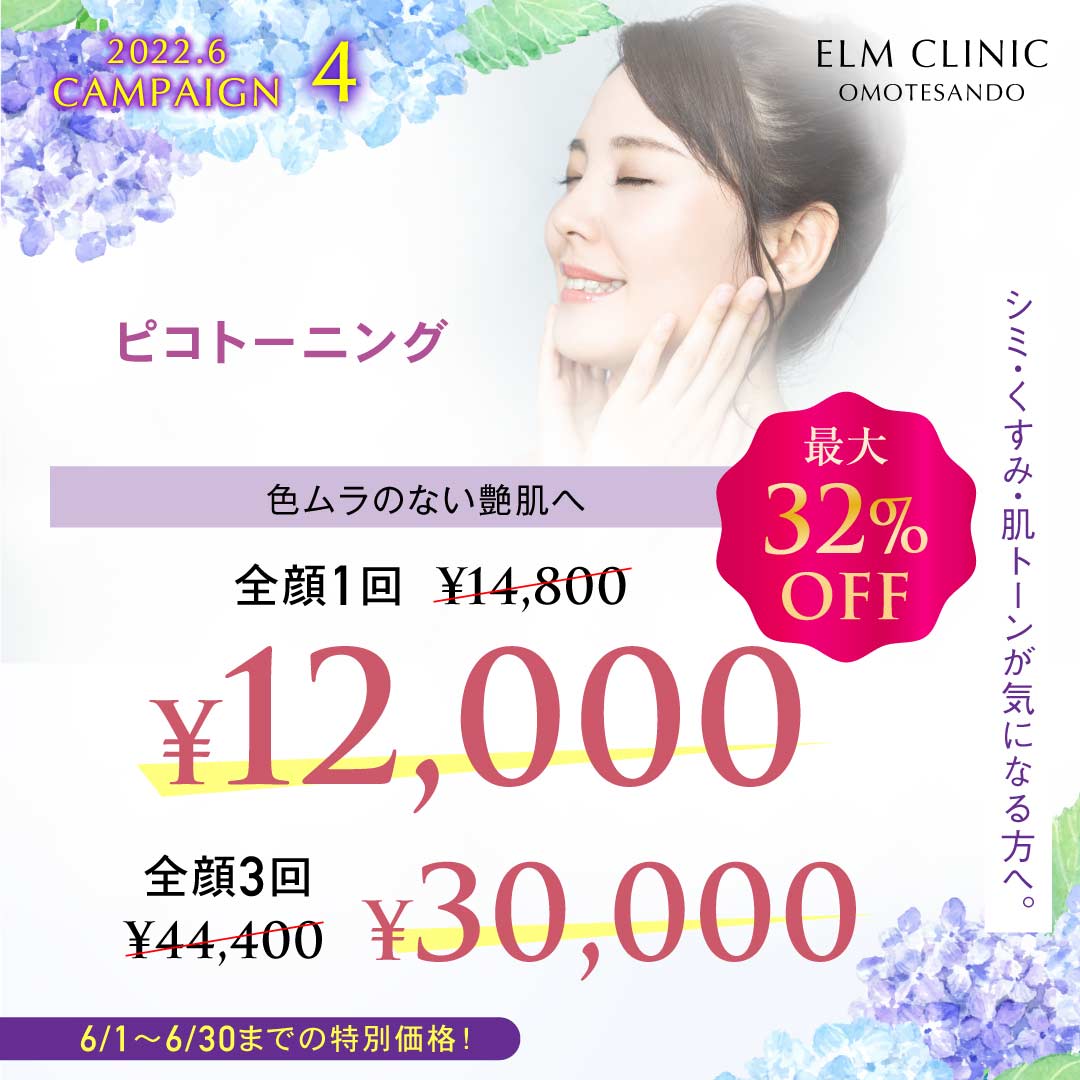 2022.6
CAMPAIGN 4
ELM CLINIC
OMOTESANDO
ピコトーニング
シミ・くすみ・肌トーンが気になる方へ。
最大
32%
OFF
色ムラのない艶肌へ
全顔1回 ¥14,800
¥12,000
全顔3回
¥44,400
¥30,000
6/1～6/30までの特別価格!